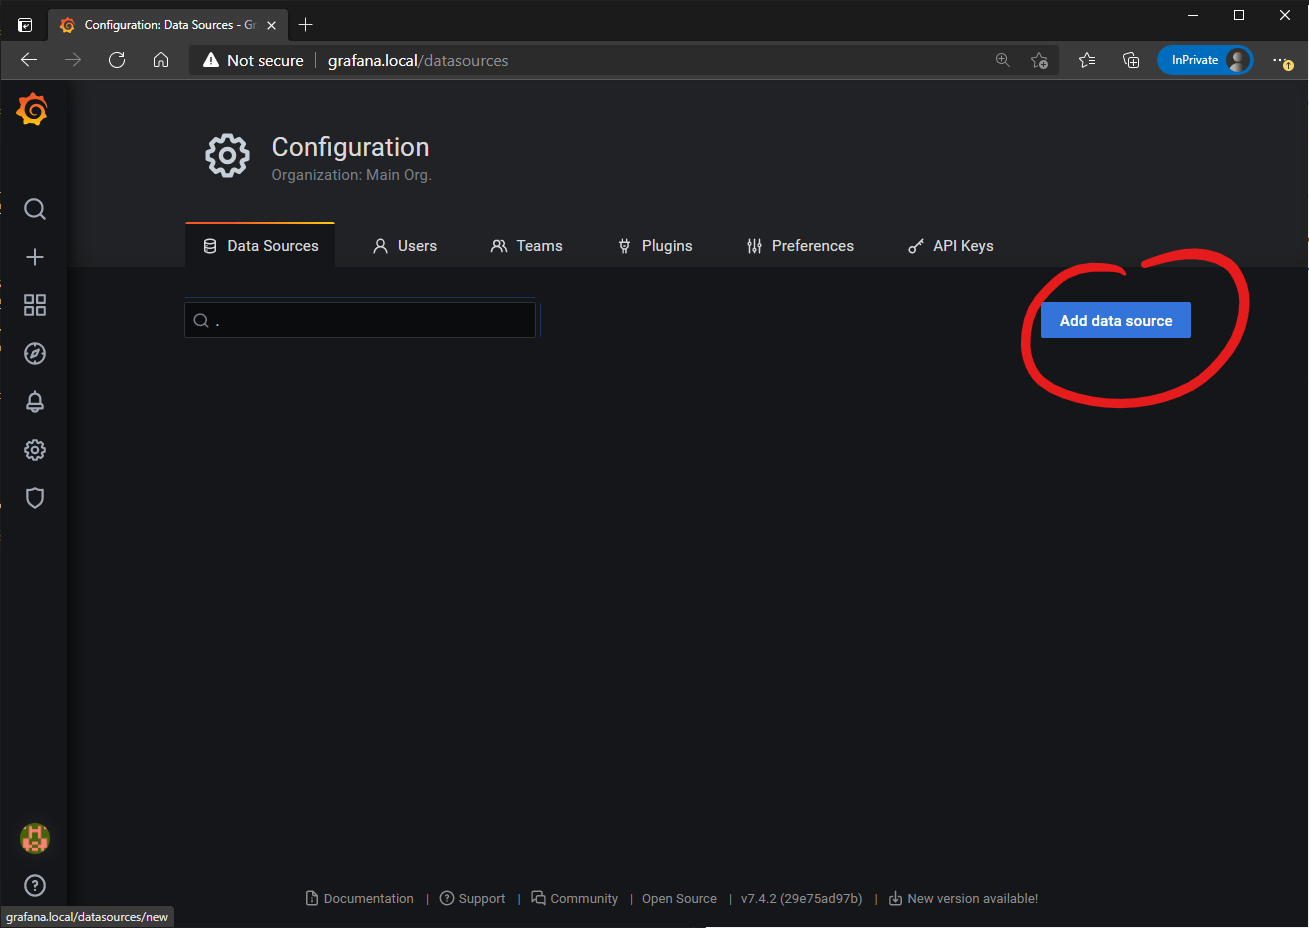 Configuration: Data Sources - Gr
Not secure grafana.local/datasources InPrivate
Configuration
Organization: Main Org.
Data Sources Users Teams Plugins Preferences API Keys
. Add data source
Documentation | Support | Community | Open Source | v7.4.2 (29e75ad97b) | New version available!
grafana.local/datasources/new